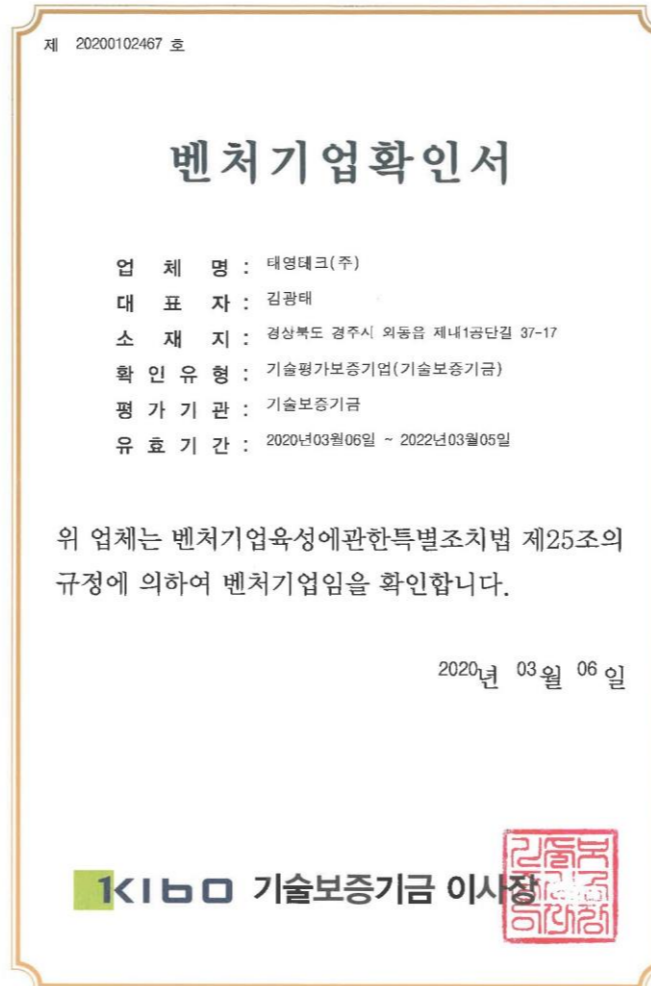 제 20200102467 호
벤처기업확인서
업 체 명 : 태영테크(주)
대 표 자 : 김광태
소 재 지 : 경상북도 경주시 외동읍 제내1공단길 37-17
확 인 유 형 : 기술평가보증기업(기술보증기금)
평 가 기 관 : 기술보증기금
유 효 기 간 : 2020년03월06일 ~ 2022년03월05일
위 업체는 벤처기업육성에관한특별조치법 제25조의
규정에 의하여 벤처기업임을 확인합니다.
2020년 03월 06일
KIBO 기술보증기금 이사장